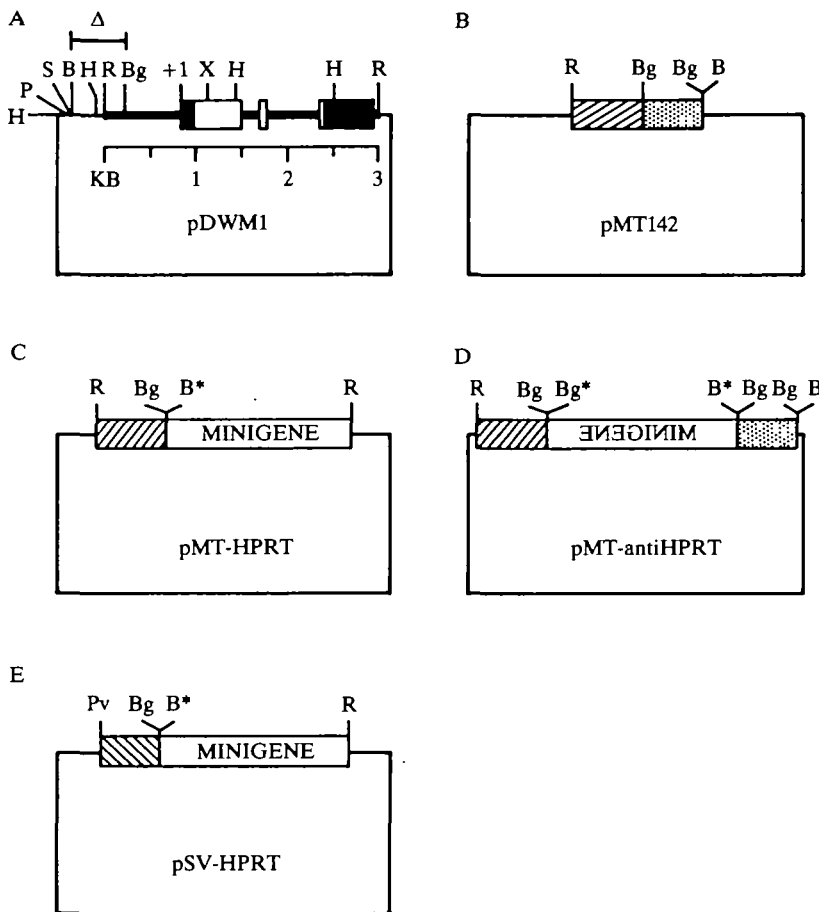 A
Δ
S B H R Bg +1 X H H R
P
H
KB 1 2 3
pDWM1
B
R Bg Bg B
pMT142
C
R Bg B* R
MINIGENE
pMT-HPRT
D
R Bg Bg* B* Bg Bg B
MINIGENE
pMT-antiHPRT
E
Pv Bg B* R
MINIGENE
pSV-HPRT